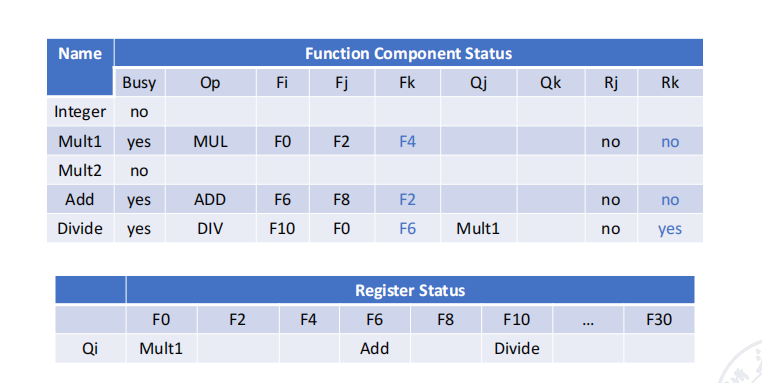 Name Function Component Status
Busy Op Fi Fj Fk Qj Qk Rj Rk
Integer no
Mult1 yes MUL F0 F2 F4 no no
Mult2 no
Add yes ADD F6 F8 F2 no no
Divide yes DIV F10 F0 F6 Mult1 no yes
Register Status
F0 F2 F4 F6 F8 F10 ... F30
Qi Mult1 Add Divide